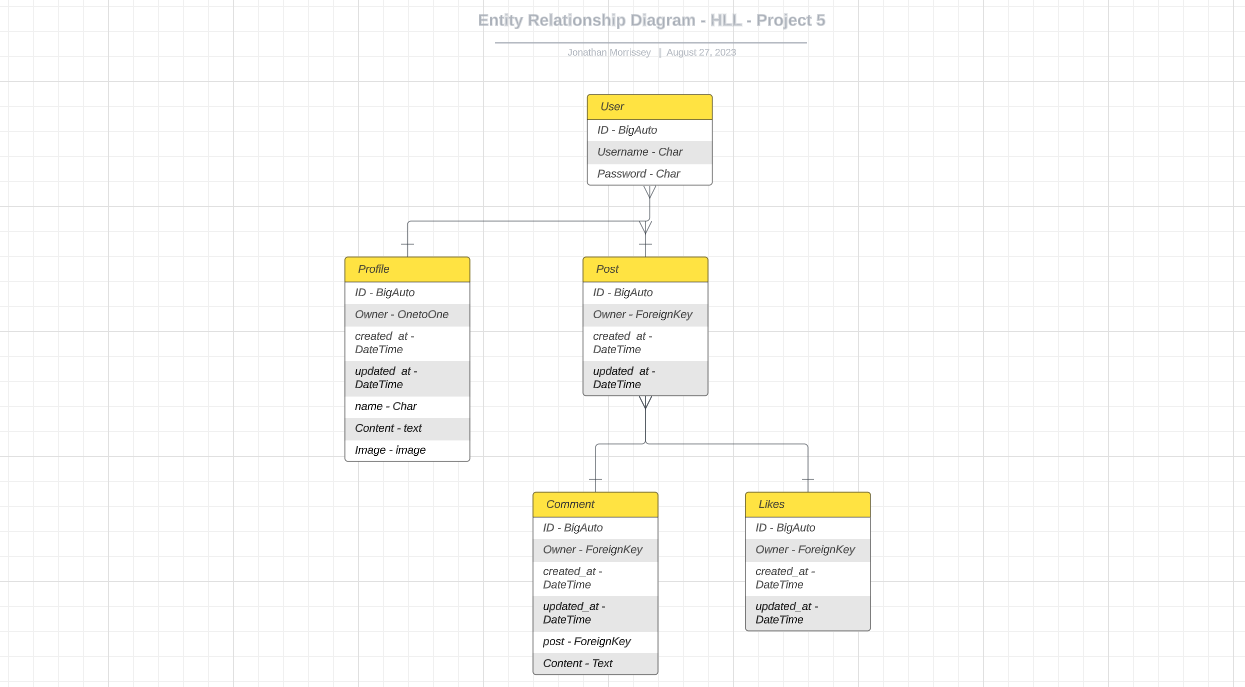 Entity Relationship Diagram - HLL - Project 5
Jonathan Morrissey | August 27, 2023
User
ID - BigAuto
Username - Char
Password - Char
Profile
ID - BigAuto
Owner - OnetoOne
created at -
DateTime
updated at -
DateTime
name - Char
Content - text
Image - image
Post
ID - BigAuto
Owner - ForeignKey
created at -
DateTime
updated at -
DateTime
Comment
ID - BigAuto
Owner - ForeignKey
created_at -
DateTime
updated_at -
DateTime
post - ForeignKey
Content - Text
Likes
ID - BigAuto
Owner - ForeignKey
created_at -
DateTime
updated_at -
DateTime